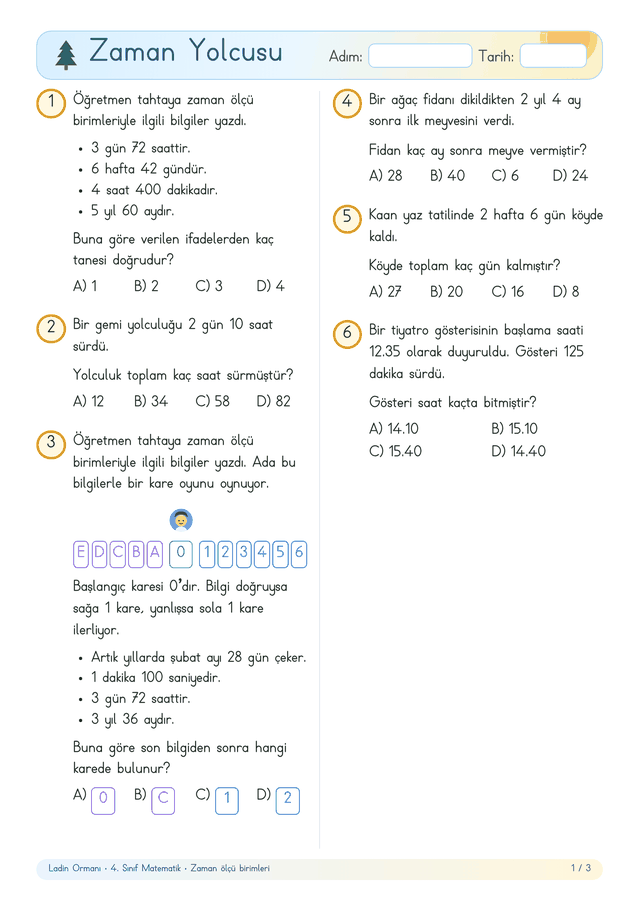 Zaman Yolcusu
Adım:
Tarih:
1
Öğretmen tahtaya zaman ölçü
birimleriyle ilgili bilgiler yazdı.
• 3 gün 72 saattir.
• 6 hafta 42 gündür.
• 4 saat 400 dakikadır.
• 5 yıl 60 aydır.
Buna göre verilen ifadelerden kaç
tanesi doğrudur?
A) 1 B) 2 C) 3 D) 4
2
Bir gemi yolculuğu 2 gün 10 saat
sürdü.
Yolculuk toplam kaç saat sürmüştür?
A) 12 B) 34 C) 58 D) 82
3
Öğretmen tahtaya zaman ölçü
birimleriyle ilgili bilgiler yazdı. Ada bu
bilgilerle bir kare oyunu oynuyor.
E D C B A 0 1 2 3 4 5 6
Başlangıç karesi 0’dır. Bilgi doğruysa
sağa 1 kare, yanlışsa sola 1 kare
ilerliyor.
• Artık yıllarda şubat ayı 28 gün çeker.
• 1 dakika 100 saniyedir.
• 3 gün 72 saattir.
• 3 yıl 36 aydır.
Buna göre son bilgiden sonra hangi
karede bulunur?
A) 0 B) C C) 1 D) 2
4
Bir ağaç fidanı dikildikten 2 yıl 4 ay
sonra ilk meyvesini verdi.
Fidan kaç ay sonra meyve vermiştir?
A) 28 B) 40 C) 6 D) 24
5
Kaan yaz tatilinde 2 hafta 6 gün köyde
kaldı.
Köyde toplam kaç gün kalmıştır?
A) 27 B) 20 C) 16 D) 8
6
Bir tiyatro gösterisinin başlama saati
12.35 olarak duyuruldu. Gösteri 125
dakika sürdü.
Gösteri saat kaçta bitmiştir?
A) 14.10 B) 15.10
C) 15.40 D) 14.40
Ladin Ormanı • 4. Sınıf Matematik • Zaman ölçü birimleri
1 / 3